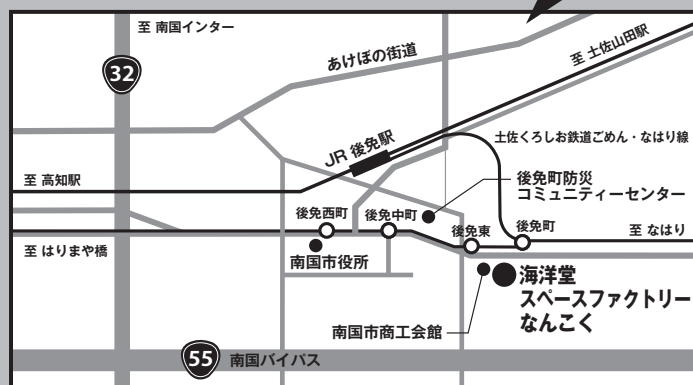 至 南国インター
32
あけぼの街道
至 土佐山田駅
JR 後免駅
土佐くろしお鉄道ごめん・なはり線
至 高知駅
後免町防災
コミュニティーセンター
後免西町
後免中町
後免東
後免町
至 なはり
至 はりまや橋
南国市役所
海洋堂
スペースファクトリー
なんこく
南国市商工会館
55
南国バイパス